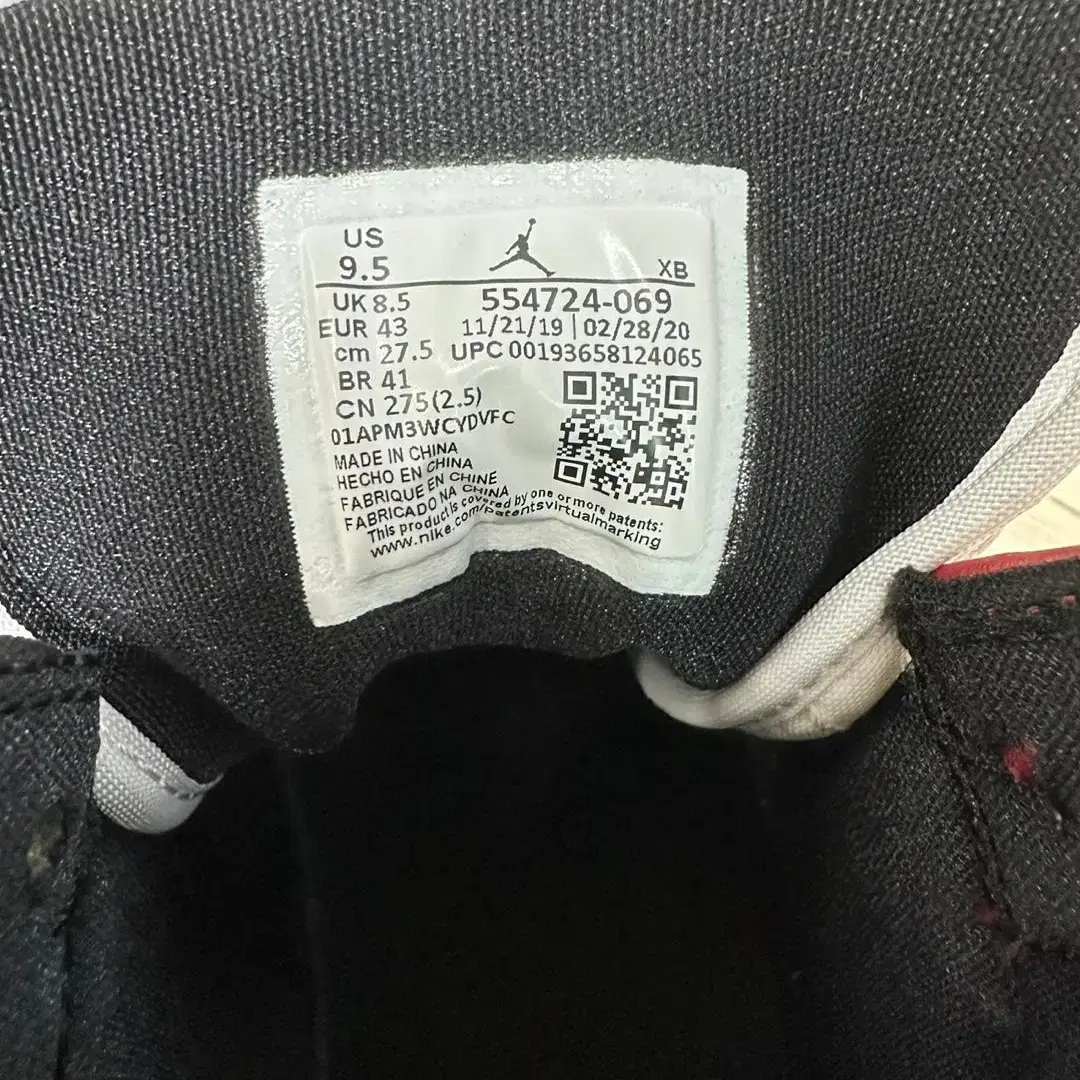 US
9.5
XB
UK 8.5
554724-069
EUR 43
11/21/19 | 02/28/20
cm 27.5
UPC 00193658124065
BR 41
CN 275(2.5)
01APM3WCYDVFC
MADE IN CHINA
HECHO EN CHINA
FABRIQUE EN CHINE
FABRICADO NA CHINA
This product is covered by one or more patents:
www.nike.com/patentsvirtualmarking